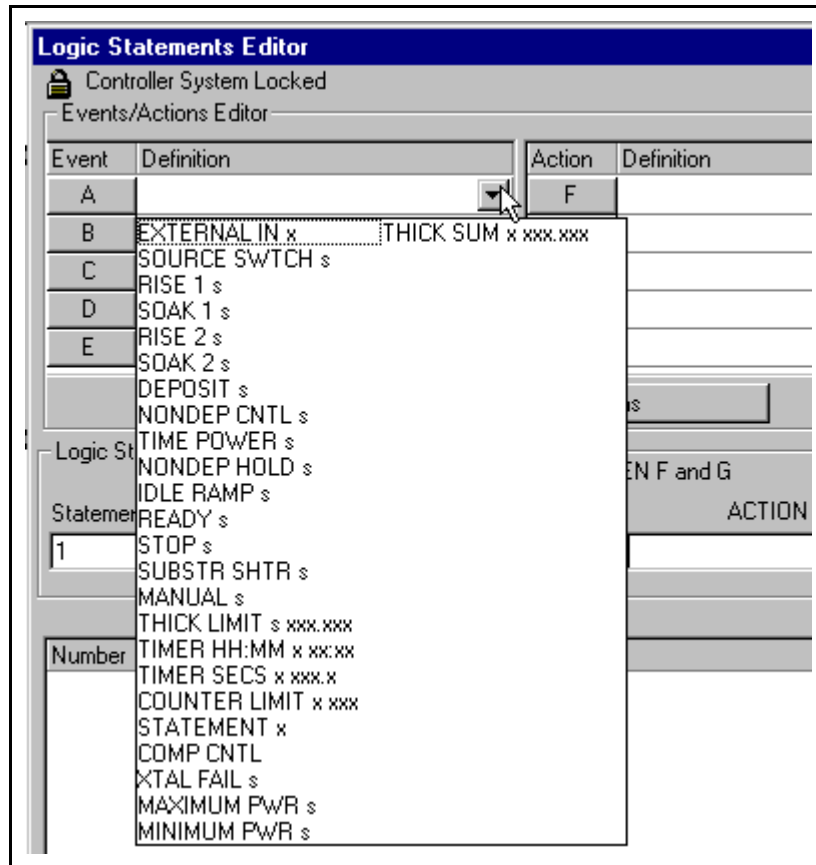 Logic Statements Editor
Controller System Locked
Events/Actions Editor
Event Definition Action Definition
A F
B EXTERNAL IN x THICK SUM x xxx.xxx
C SOURCE SWTCH s
RISE 1 s
D SOAK 1 s
RISE 2 s
E SOAK 2 s
DEPOSIT s
NONDEP CNTL s
TIME POWER s
Logic St NONDEP HOLD s EN F and G
IDLE RAMP s
Statemen READY s ACTION
1 STOP s
SUBSTR SHTR s
MANUAL s
THICK LIMIT s xxx.xxx
Number TIMER HH:MM x xx:xx
TIMER SECS x xxx.x
COUNTER LIMIT x xxx
STATEMENT x
COMP CNTL
XTAL FAIL s
MAXIMUM PWR s
MINIMUM PWR s